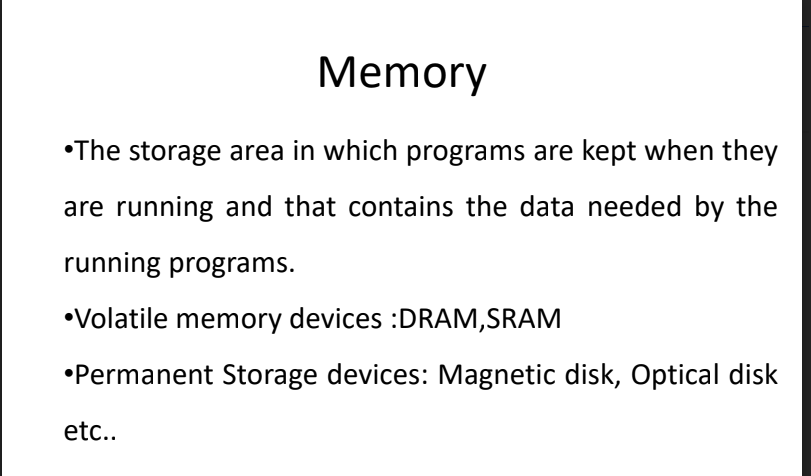 Memory
•The storage area in which programs are kept when they
are running and that contains the data needed by the
running programs.
•Volatile memory devices :DRAM,SRAM
•Permanent Storage devices: Magnetic disk, Optical disk
etc..